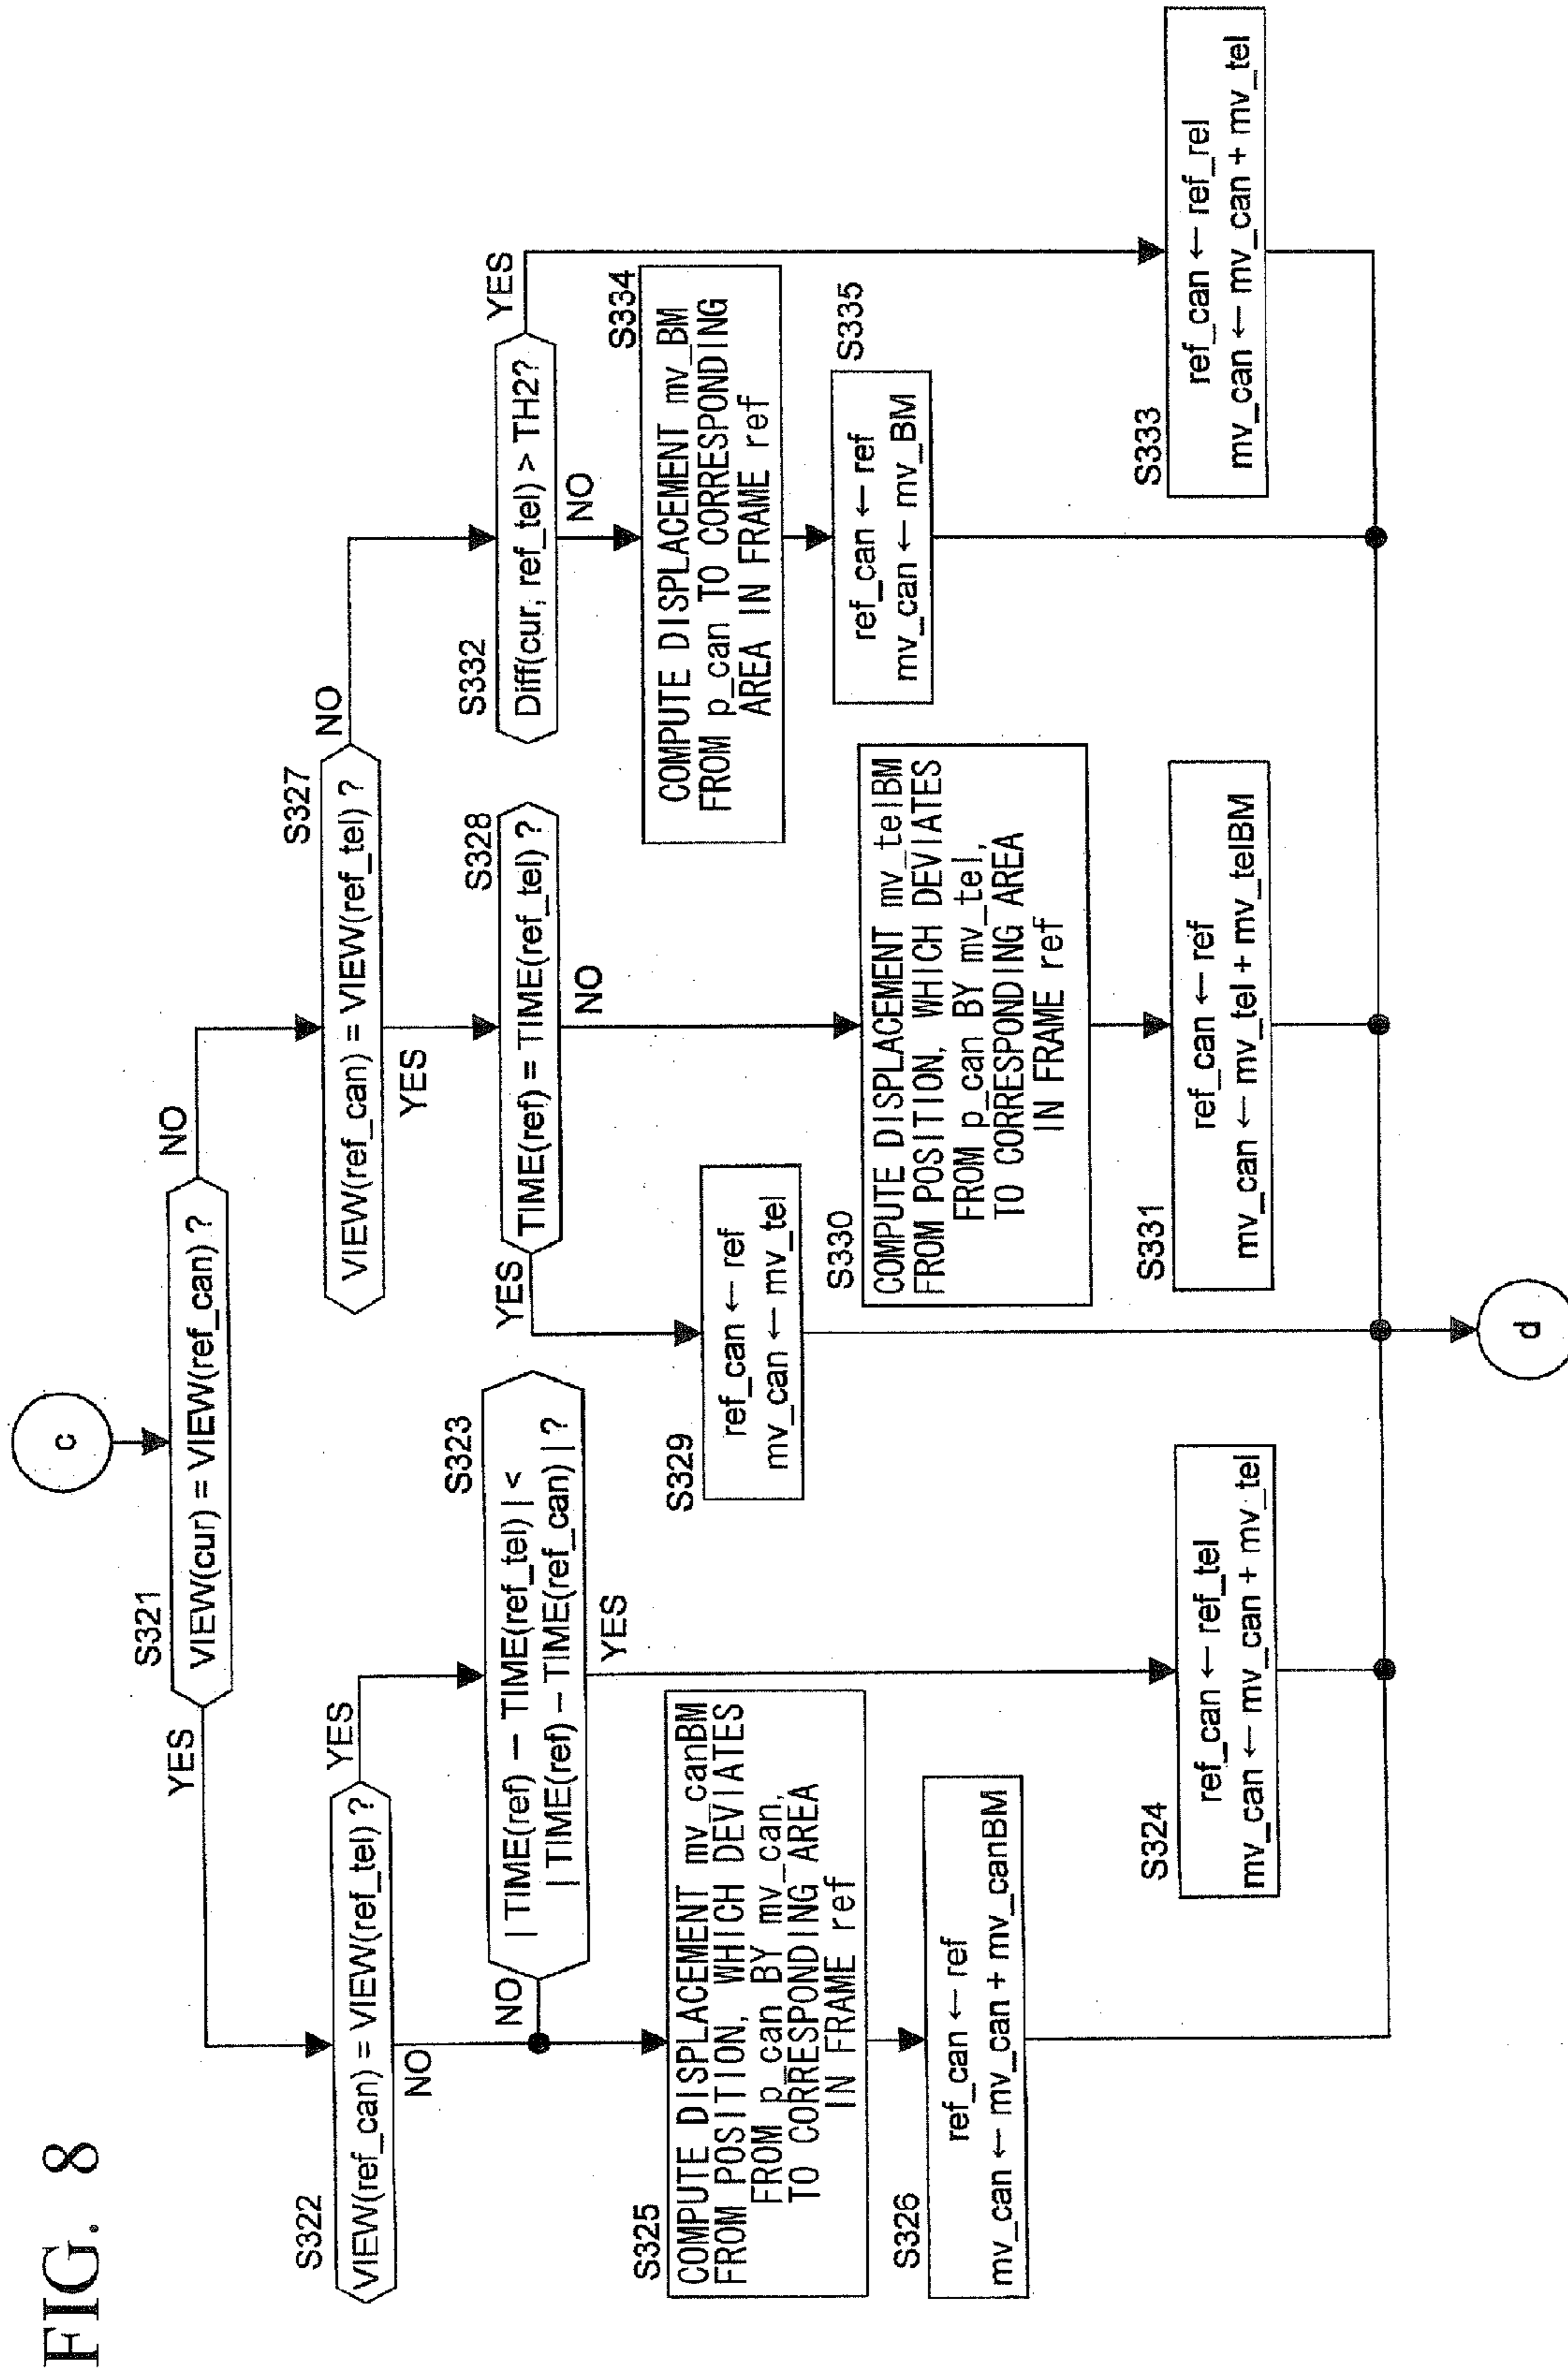 FIG. 8
c
S321
VIEW(cur) = VIEW(ref_can) ?
YES
NO
S322
VIEW(ref_can) = VIEW(ref_tel) ?
YES
NO
S323
| TIME(ref) – TIME(ref_tel) | <
| TIME(ref) – TIME(ref_can) | ?
NO
YES
S325
COMPUTE DISPLACEMENT mv_canBM
FROM POSITION, WHICH DEVIATES
FROM p_can BY mv_can,
TO CORRESPONDING AREA
IN FRAME ref
S326
ref_can ← ref
mv_can ← mv_can + mv_canBM
S324
ref_can ← ref_tel
mv_can ← mv_can + mv_tel
S327
VIEW(ref_can) = VIEW(ref_tel) ?
NO
YES
S328
TIME(ref) = TIME(ref_tel) ?
YES
NO
S329
ref_can ← ref
mv_can ← mv_tel
S330
COMPUTE DISPLACEMENT mv_telBM
FROM POSITION, WHICH DEVIATES
FROM p_can BY mv_tel,
TO CORRESPONDING AREA
IN FRAME ref
S331
ref_can ← ref
mv_can ← mv_tel + mv_telBM
S332
Diff(cur, ref_tel) > TH2?
YES
NO
S334
COMPUTE DISPLACEMENT mv_BM
FROM p_can TO CORRESPONDING
AREA IN FRAME ref
S335
ref_can ← ref
mv_can ← mv_BM
S333
ref_can ← ref_rel
mv_can ← mv_can + mv_tel
d